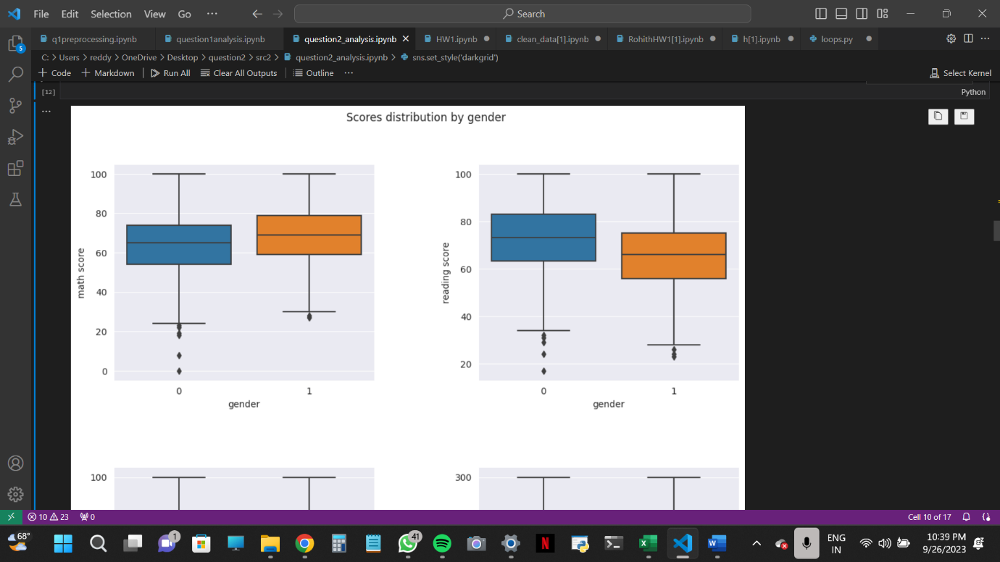 File Edit Selection View Go ··· Search
q1preprocessing.ipynb question1analysis.ipynb question2_analysis.ipynb HW1.ipynb clean_data[1].ipynb RohithHW1[1].ipynb h[1].ipynb loops.py
C: > Users > reddy > OneDrive > Desktop > question2 > src2 > question2_analysis.ipynb > sns.set_style('darkgrid')
+ Code + Markdown Run All Clear All Outputs Outline ··· Select Kernel
[12] Python
5
Scores distribution by gender
100
80
60
40
20
0
math score
0 1
gender
100
80
60
40
20
reading score
0 1
gender
100
300
10 23 0 Cell 10 of 17
68°
1
41
N
W
ENG
IN
10:39 PM
9/26/2023